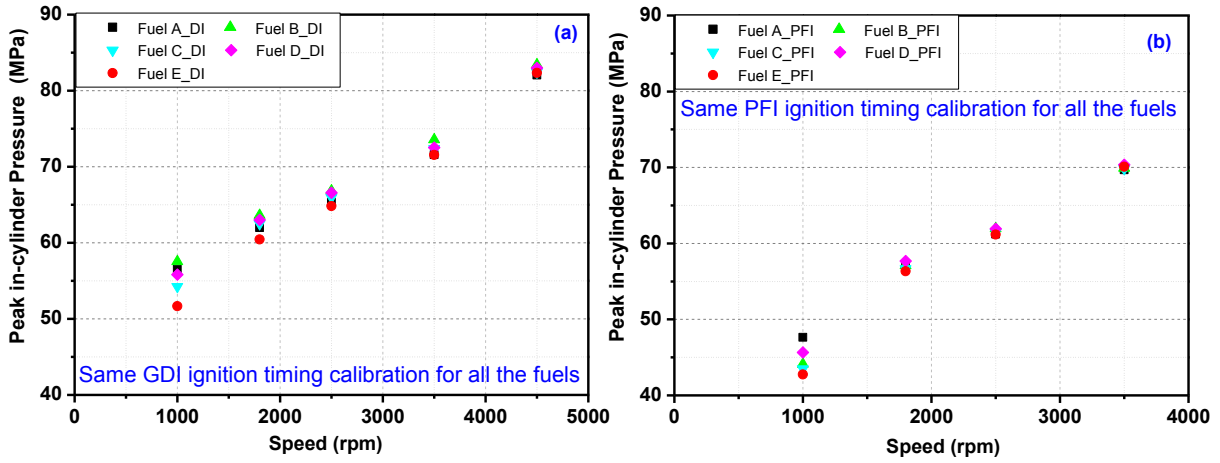 Peak in-cylinder Pressure (MPa)
90
80
70
60
50
40
Fuel A_DI
Fuel B_DI
Fuel C_DI
Fuel D_DI
Fuel E_DI
(a)
Same GDI ignition timing calibration for all the fuels
0 1000 2000 3000 4000 5000
Speed (rpm)
Peak in-cylinder Pressure (MPa)
90
80
70
60
50
40
Fuel A_PFI
Fuel B_PFI
Fuel C_PFI
Fuel D_PFI
Fuel E_PFI
(b)
Same PFI ignition timing calibration for all the fuels
0 1000 2000 3000 4000
Speed (rpm)